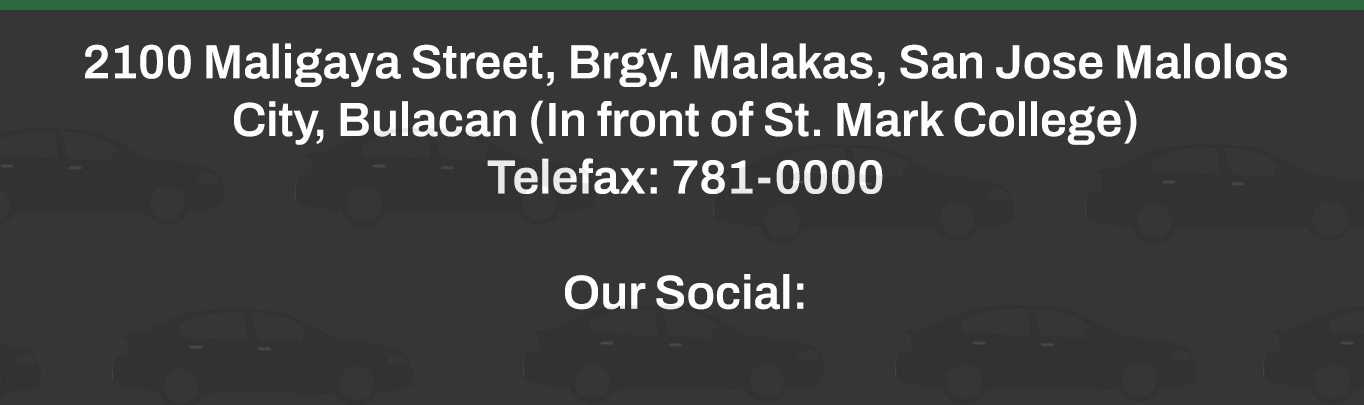 2100 Maligaya Street, Brgy. Malakas, San Jose Malolos
City, Bulacan (In front of St. Mark College)
Telefax: 781-0000
Our Social: